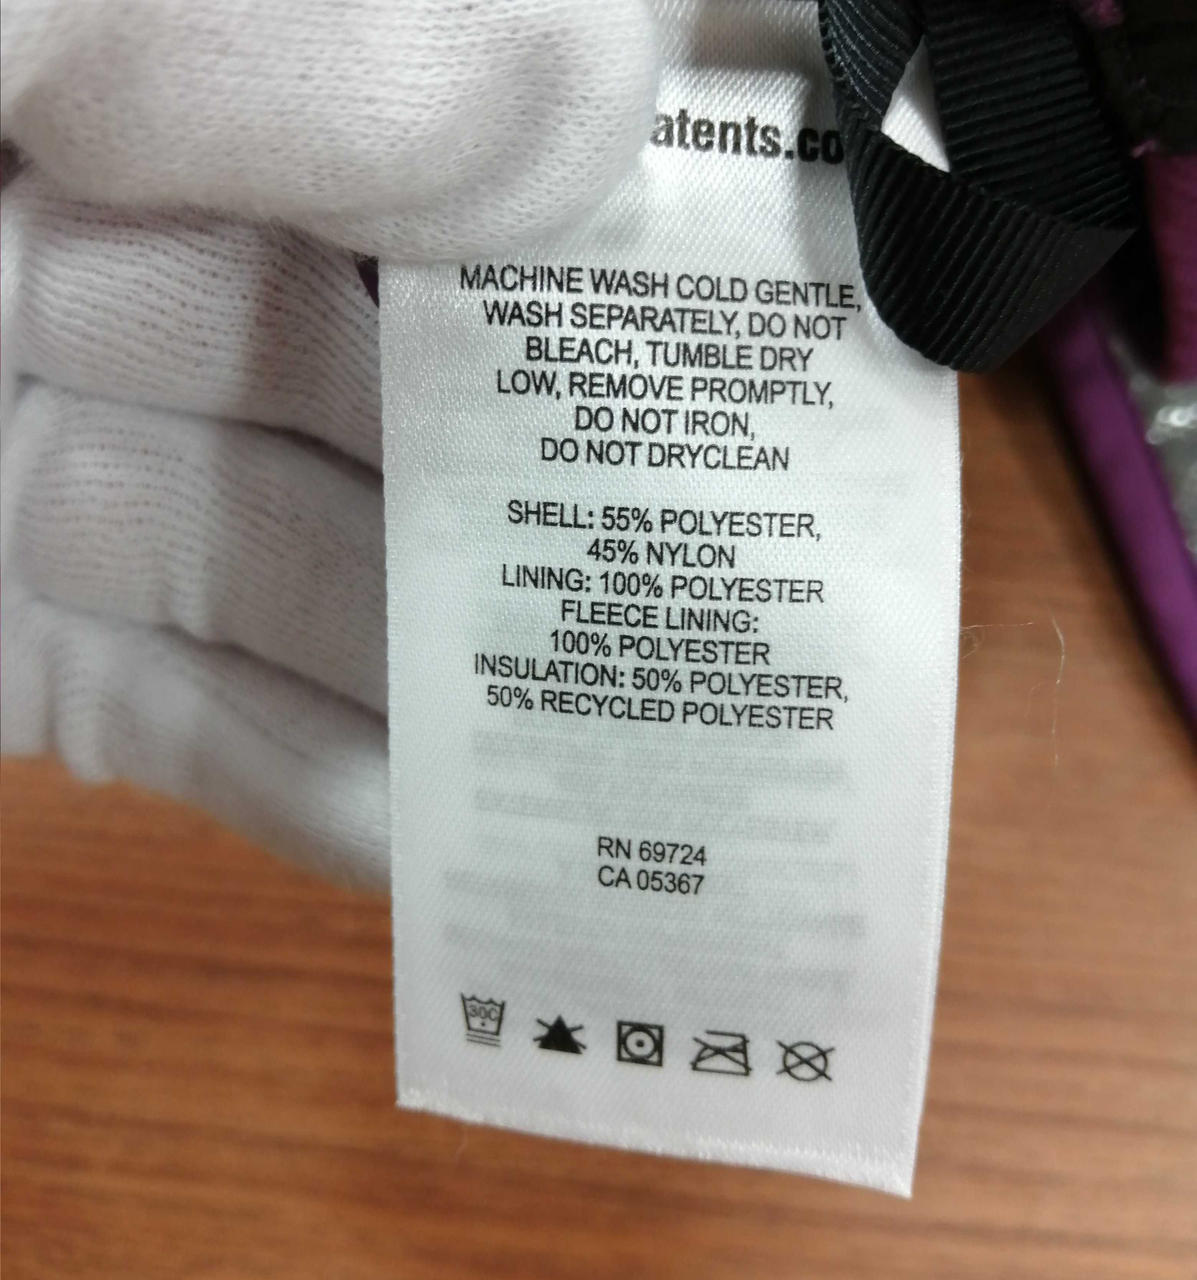 atents.co
MACHINE WASH COLD GENTLE,
WASH SEPARATELY, DO NOT
BLEACH, TUMBLE DRY
LOW, REMOVE PROMPTLY,
DO NOT IRON,
DO NOT DRYCLEAN
SHELL: 55% POLYESTER,
45% NYLON
LINING: 100% POLYESTER
FLEECE LINING:
100% POLYESTER
INSULATION: 50% POLYESTER,
50% RECYCLED POLYESTER
RN 69724
CA 05367
30C